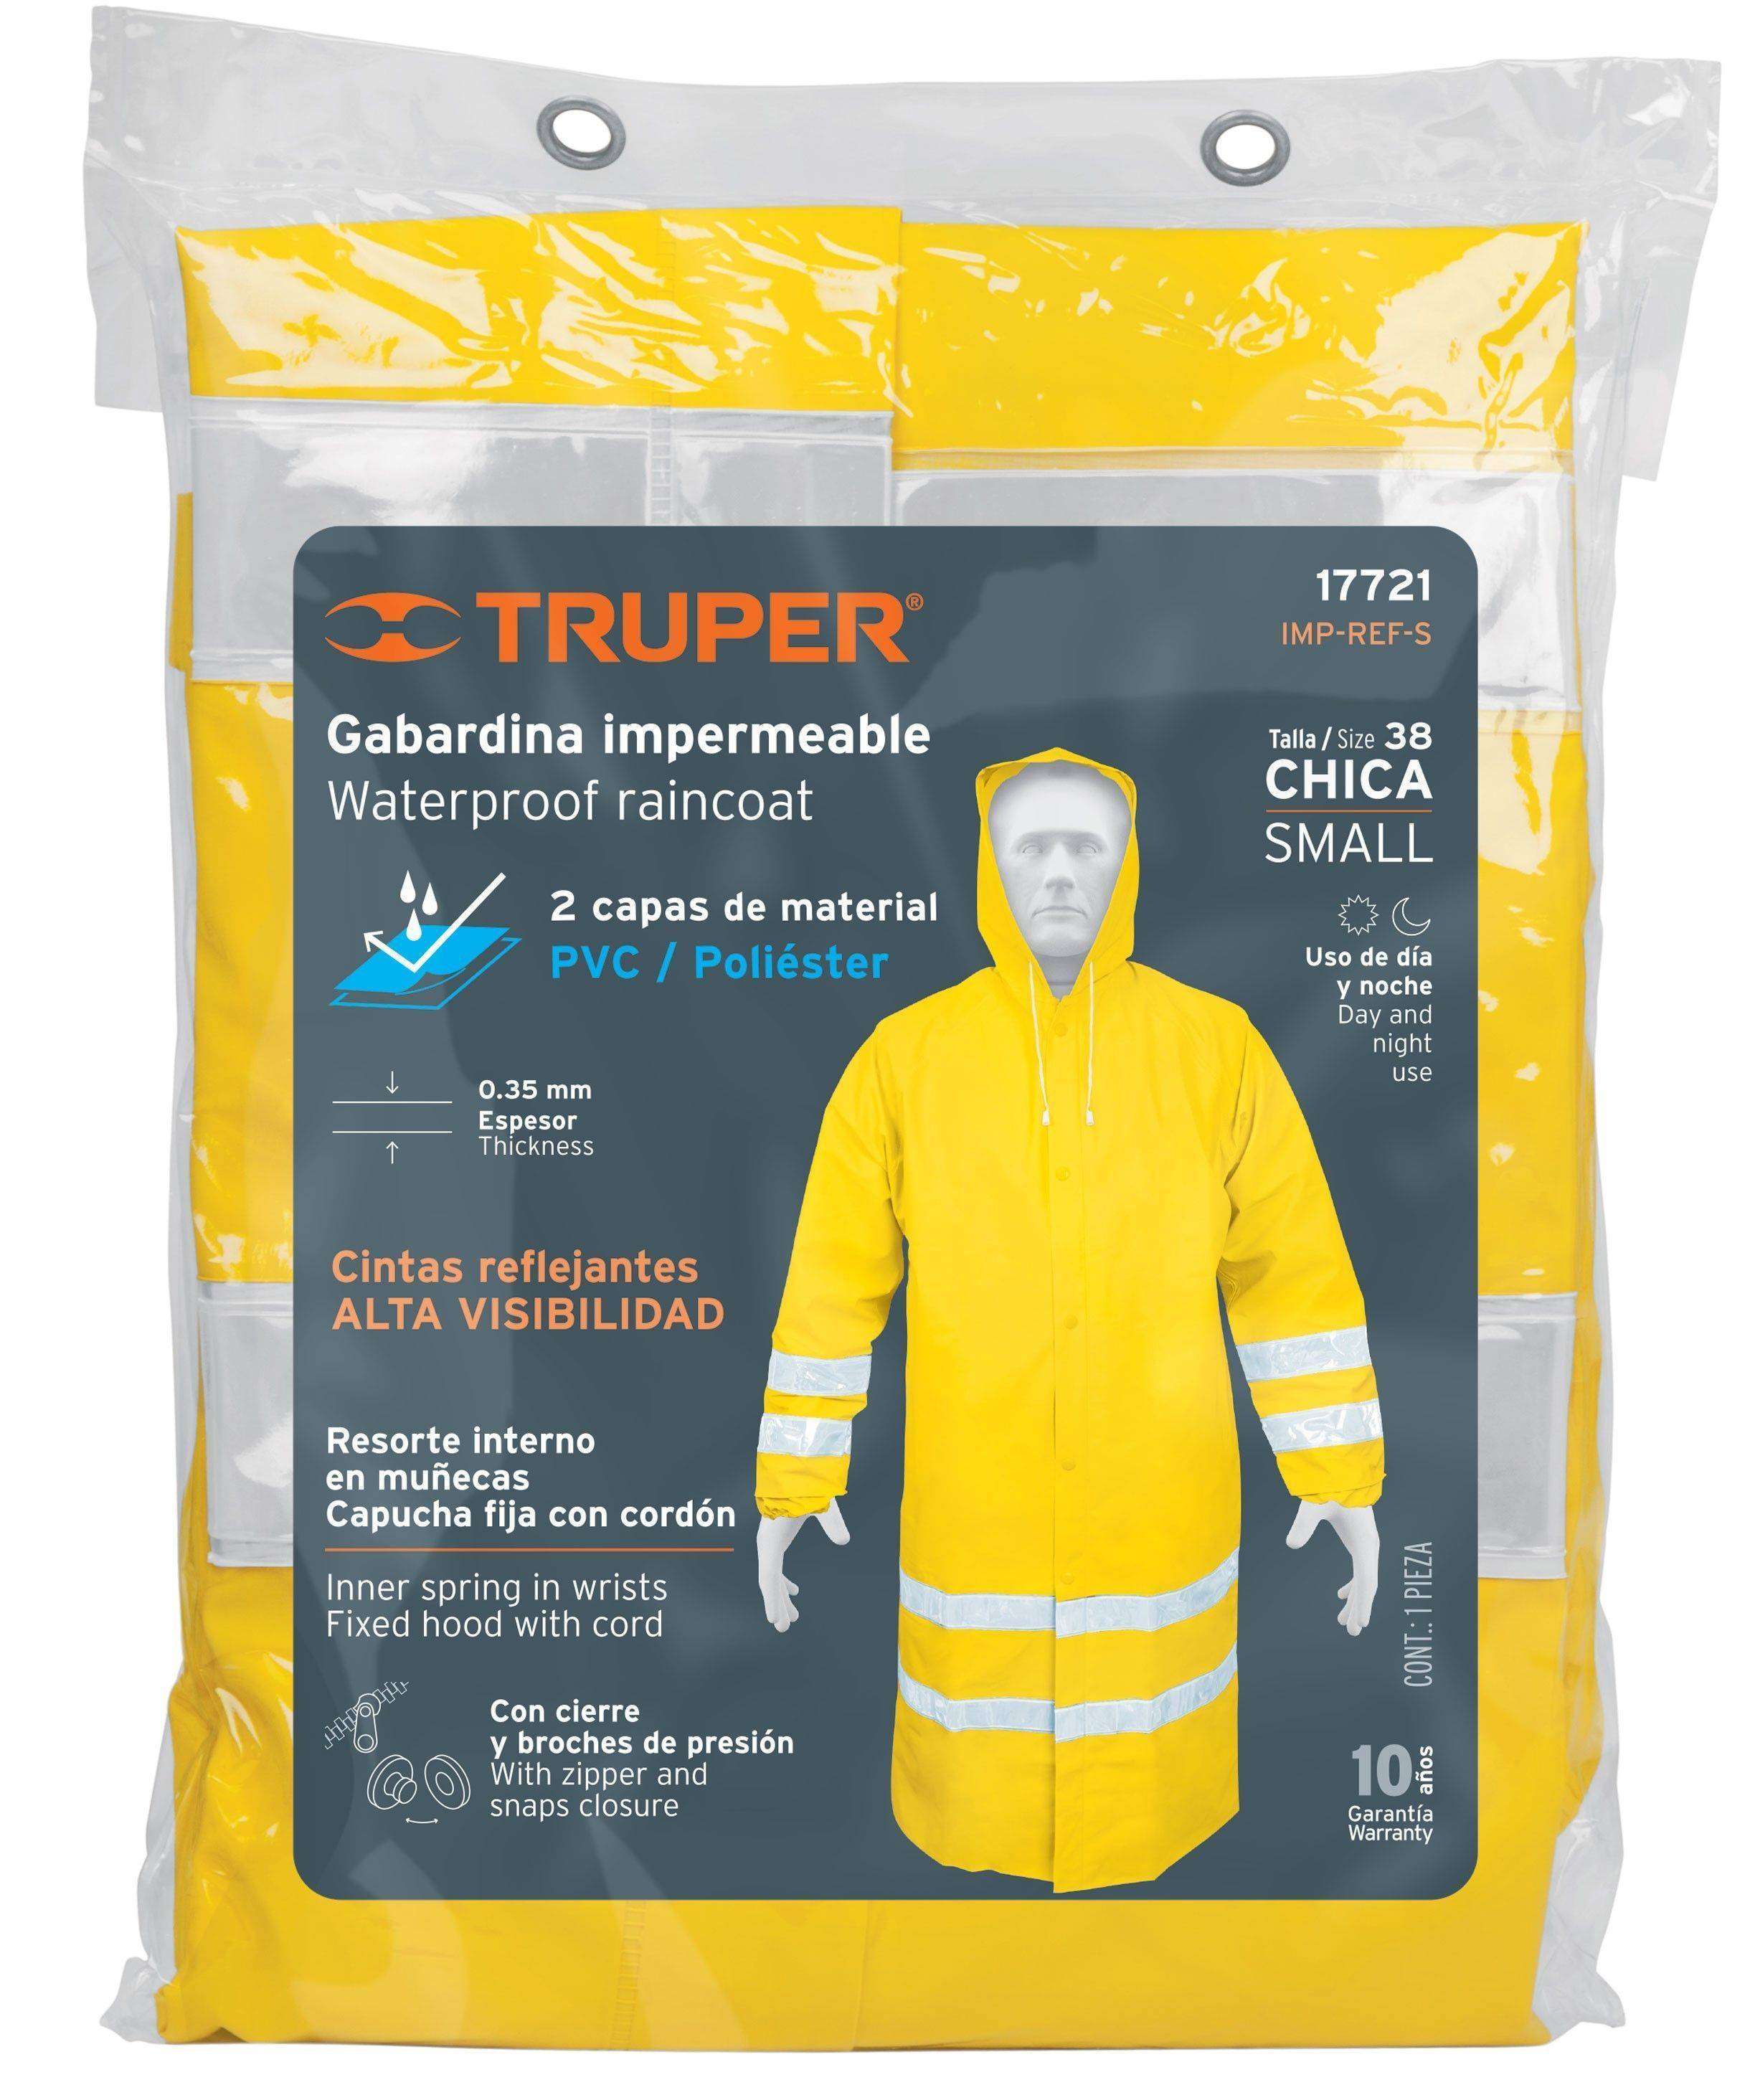 TRUPER®
17721
IMP-REF-S
Gabardina impermeable
Waterproof raincoat
Talla / Size 38
CHICA
SMALL
2 capas de material
PVC / Poliéster
Uso de día
y noche
Day and
night
use
0.35 mm
Espesor
Thickness
Cintas reflejantes
ALTA VISIBILIDAD
Resorte interno
en muñecas
Capucha fija con cordón
Inner spring in wrists
Fixed hood with cord
CONT.: 1 PIEZA
Con cierre
y broches de presión
With zipper and
snaps closure
10 años
Garantía
Warranty